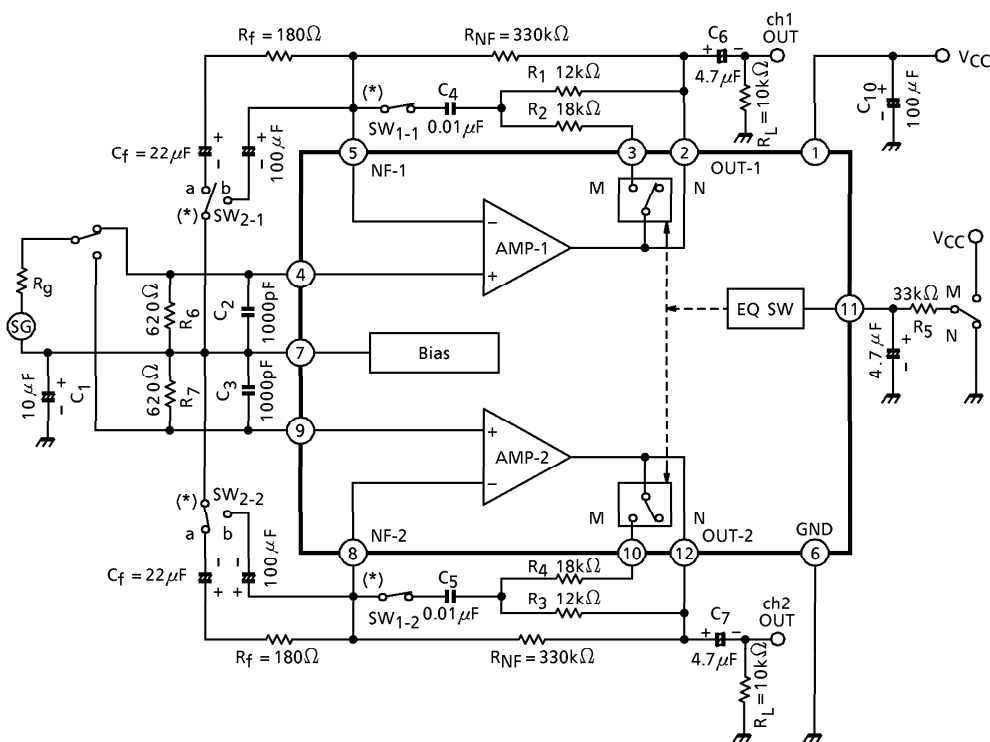 Rf = 180Ω
RNF = 330kΩ
C6
+ −
4.7μF
ch1
OUT
RL = 10kΩ
VCC
C10
+
−
100μF
(*)
SW1-1
C4
0.01μF
R1 12kΩ
R2 18kΩ
Cf = 22μF
+
−
+
−
100μF
a b
(*) SW2-1
5
NF-1
3
2
OUT-1
1
M
N
AMP-1
−
+
Rg
SG
4
620Ω
R6
C2
1000pF
7
Bias
EQ SW
11
33kΩ
R5
VCC
M
N
4.7μF
+
−
10μF
+
−
C1
620Ω
R7
C3
1000pF
9
+
−
AMP-2
(*) SW2-2
a b
M
N
8
NF-2
10
12
OUT-2
GND
6
Cf = 22μF
−
+
−
+
100μF
(*)
SW1-2
C5
0.01μF
R4 18kΩ
R3 12kΩ
Rf = 180Ω
RNF = 330kΩ
C7
+ −
4.7μF
ch2
OUT
RL = 10kΩ